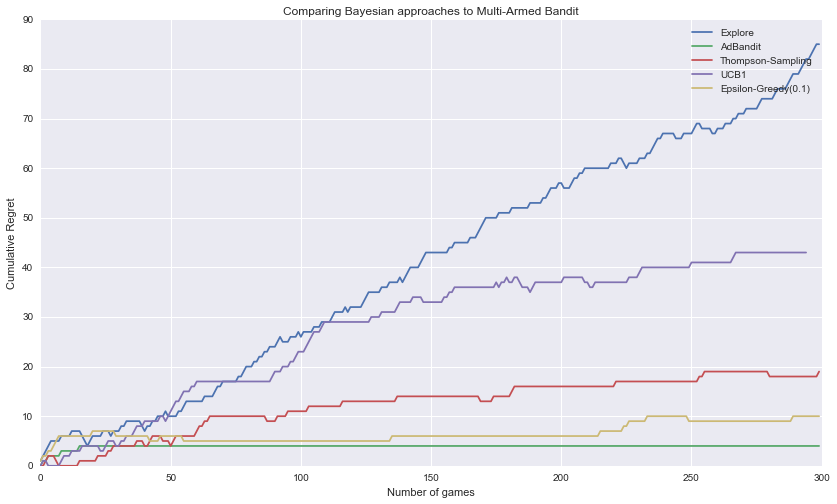 Comparing Bayesian approaches to Multi-Armed Bandit
90
80
70
60
50
40
30
20
10
0
Cumulative Regret
Explore
AdBandit
Thompson-Sampling
UCB1
Epsilon-Greedy(0.1)
0 50 100 150 200 250 300
Number of games